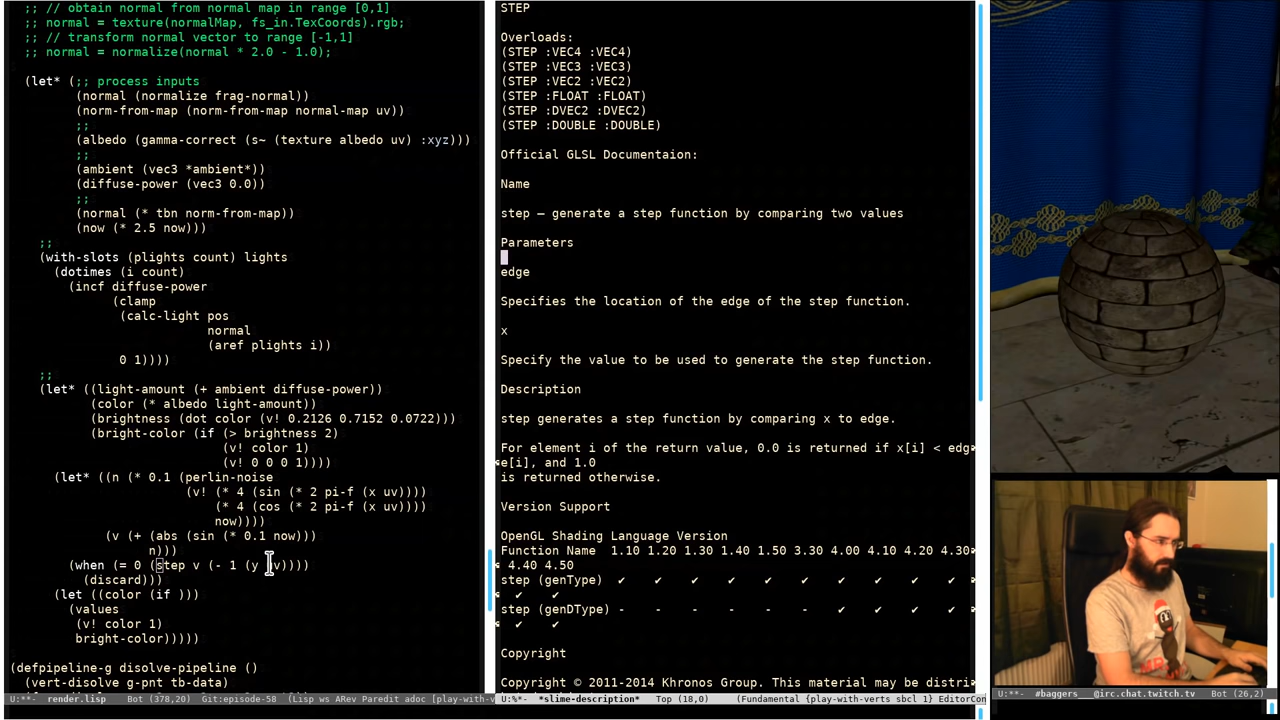 ;; // obtain normal from normal map in range [0,1]
;; normal = texture(normalMap, fs_in.TexCoords).rgb;
;; // transform normal vector to range [-1,1]
;; normal = normalize(normal * 2.0 - 1.0);
(let* (;; process inputs
(normal (normalize frag-normal))
(norm-from-map (norm-from-map normal-map uv))
;;
(albedo (gamma-correct (s~ (texture albedo uv) :xyz)))
;;
(ambient (vec3 *ambient*))
(diffuse-power (vec3 0.0))
;;
(normal (* tbn norm-from-map))
(now (* 2.5 now)))
;;
(with-slots (plights count) lights
(dotimes (i count)
(incf diffuse-power
(clamp
(calc-light pos
normal
(aref plights i))
0 1))))
;;
(let* ((light-amount (+ ambient diffuse-power))
(color (* albedo light-amount))
(brightness (dot color (v! 0.2126 0.7152 0.0722)))
(bright-color (if (> brightness 2)
(v! color 1)
(v! 0 0 0 1))))
(let* ((n (* 0.1 (perlin-noise
(v! (* 4 (sin (* 2 pi-f (x uv))))
(* 4 (cos (* 2 pi-f (x uv))))
now))))
(v (+ (abs (sin (* 0.1 now)))
n)))
(when (= 0 (step v (- 1 (y uv))))
(discard)))
(let ((color (if )))
(values
(v! color 1)
bright-color)))))
(defpipeline-g disolve-pipeline ()
(vert-disolve g-pnt tb-data)
U:**- render.lisp Bot (378,20) Git:episode-58 (Lisp ws ARev Paredit adoc [play-with-v
STEP
Overloads:
(STEP :VEC4 :VEC4)
(STEP :VEC3 :VEC3)
(STEP :VEC2 :VEC2)
(STEP :FLOAT :FLOAT)
(STEP :DVEC2 :DVEC2)
(STEP :DOUBLE :DOUBLE)
Official GLSL Documentaion:
Name
step — generate a step function by comparing two values
Parameters
edge
Specifies the location of the edge of the step function.
x
Specify the value to be used to generate the step function.
Description
step generates a step function by comparing x to edge.
For element i of the return value, 0.0 is returned if x[i] < edg
e[i], and 1.0
is returned otherwise.
Version Support
OpenGL Shading Language Version
Function Name 1.10 1.20 1.30 1.40 1.50 3.30 4.00 4.10 4.20 4.30
4.40 4.50
step (genType) ✔ ✔ ✔ ✔ ✔ ✔ ✔ ✔ ✔ ✔
✔ ✔
step (genDType) - - - - - - ✔ ✔ ✔ ✔
✔ ✔
Copyright
Copyright © 2011-2014 Khronos Group. This material may be distri
U:%*- *slime-description* Top (18,0) (Fundamental {play-with-verts sbcl 1} EditorCon
U:**- #baggers__@irc.chat.twitch.tv Bot (26,2)